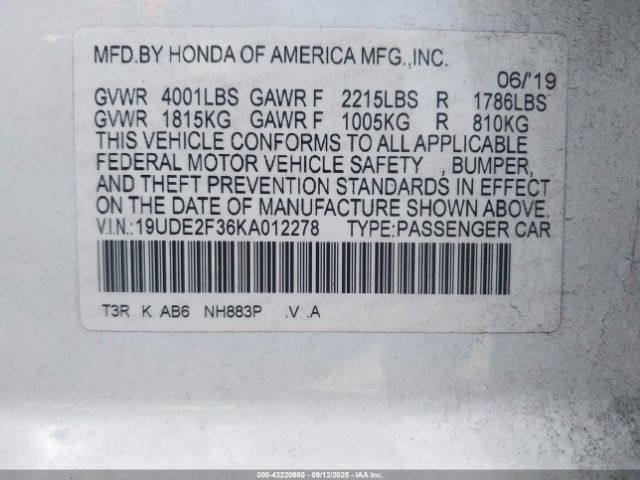 MFD.BY HONDA OF AMERICA MFG.,INC.
06/'19
GVWR 4001LBS GAWR F 2215LBS R 1786LBS
GVWR 1815KG GAWR F 1005KG R 810KG
THIS VEHICLE CONFORMS TO ALL APPLICABLE
FEDERAL MOTOR VEHICLE SAFETY , BUMPER,
AND THEFT PREVENTION STANDARDS IN EFFECT
ON THE DATE OF MANUFACTURE SHOWN ABOVE.
V.I.N.:19UDE2F36KA012278 TYPE:PASSENGER CAR
T3R K AB6 NH883P .V .A
000-43220980 - 09/12/2025 - IAAI Inc.